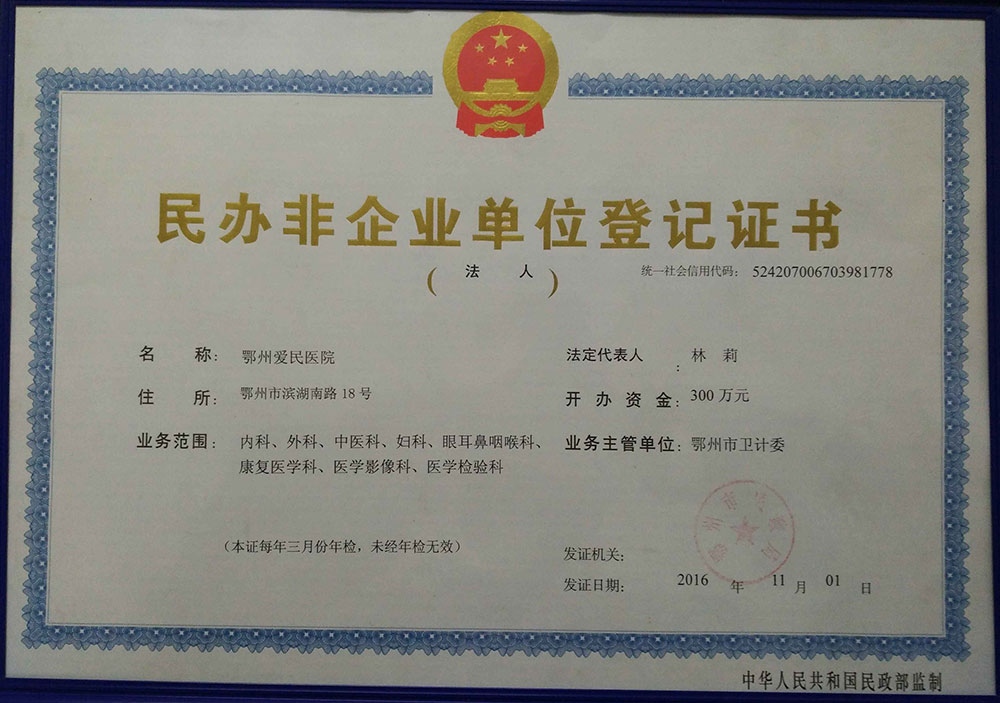 民办非企业单位登记证书
（法 人）
统一社会信用代码： 524207006703981778
名 称： 鄂州爱民医院
法定代表人： 林 莉
住 所： 鄂州市滨湖南路 18 号
开 办 资 金： 300 万元
业务范围： 内科、外科、中医科、妇科、眼耳鼻咽喉科、
康复医学科、医学影像科、医学检验科
业务主管单位： 鄂州市卫计委
（本证每年三月份年检，未经年检无效）
发证机关：
发证日期： 2016 年 11 月 01 日
中华人民共和国民政部监制